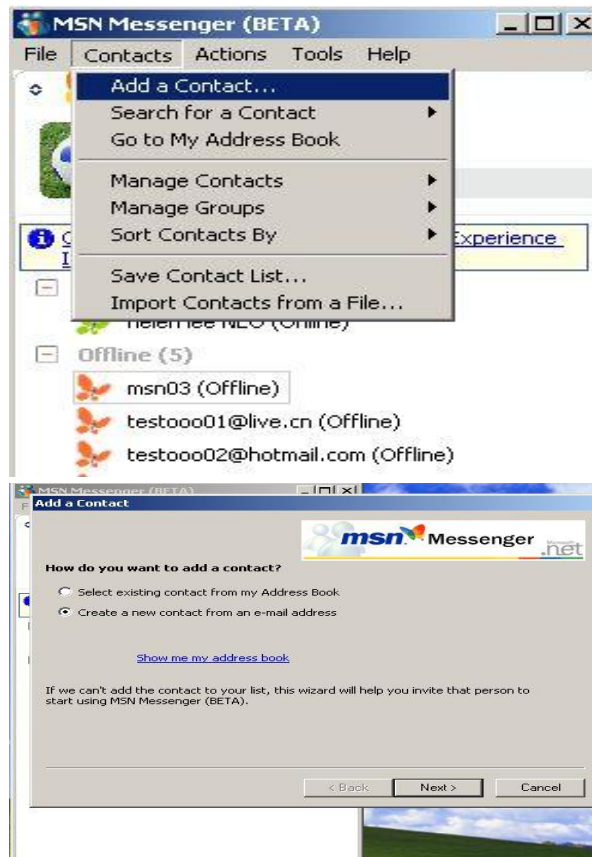 MSN Messenger (BETA)
File Contacts Actions Tools Help
Add a Contact...
Search for a Contact
Go to My Address Book
Manage Contacts
Manage Groups
Sort Contacts By
Experience
Save Contact List...
Import Contacts from a File...
(Online)
Offline (5)
msn03 (Offline)
testooo01@live.cn (Offline)
testooo02@hotmail.com (Offline)
MSN Messenger (BETA)
Add a Contact
msn Messenger
.net
How do you want to add a contact?
Select existing contact from my Address Book
Create a new contact from an e-mail address
Show me my address book
If we can't add the contact to your list, this wizard will help you invite that person to
start using MSN Messenger (BETA).
< Back Next > Cancel